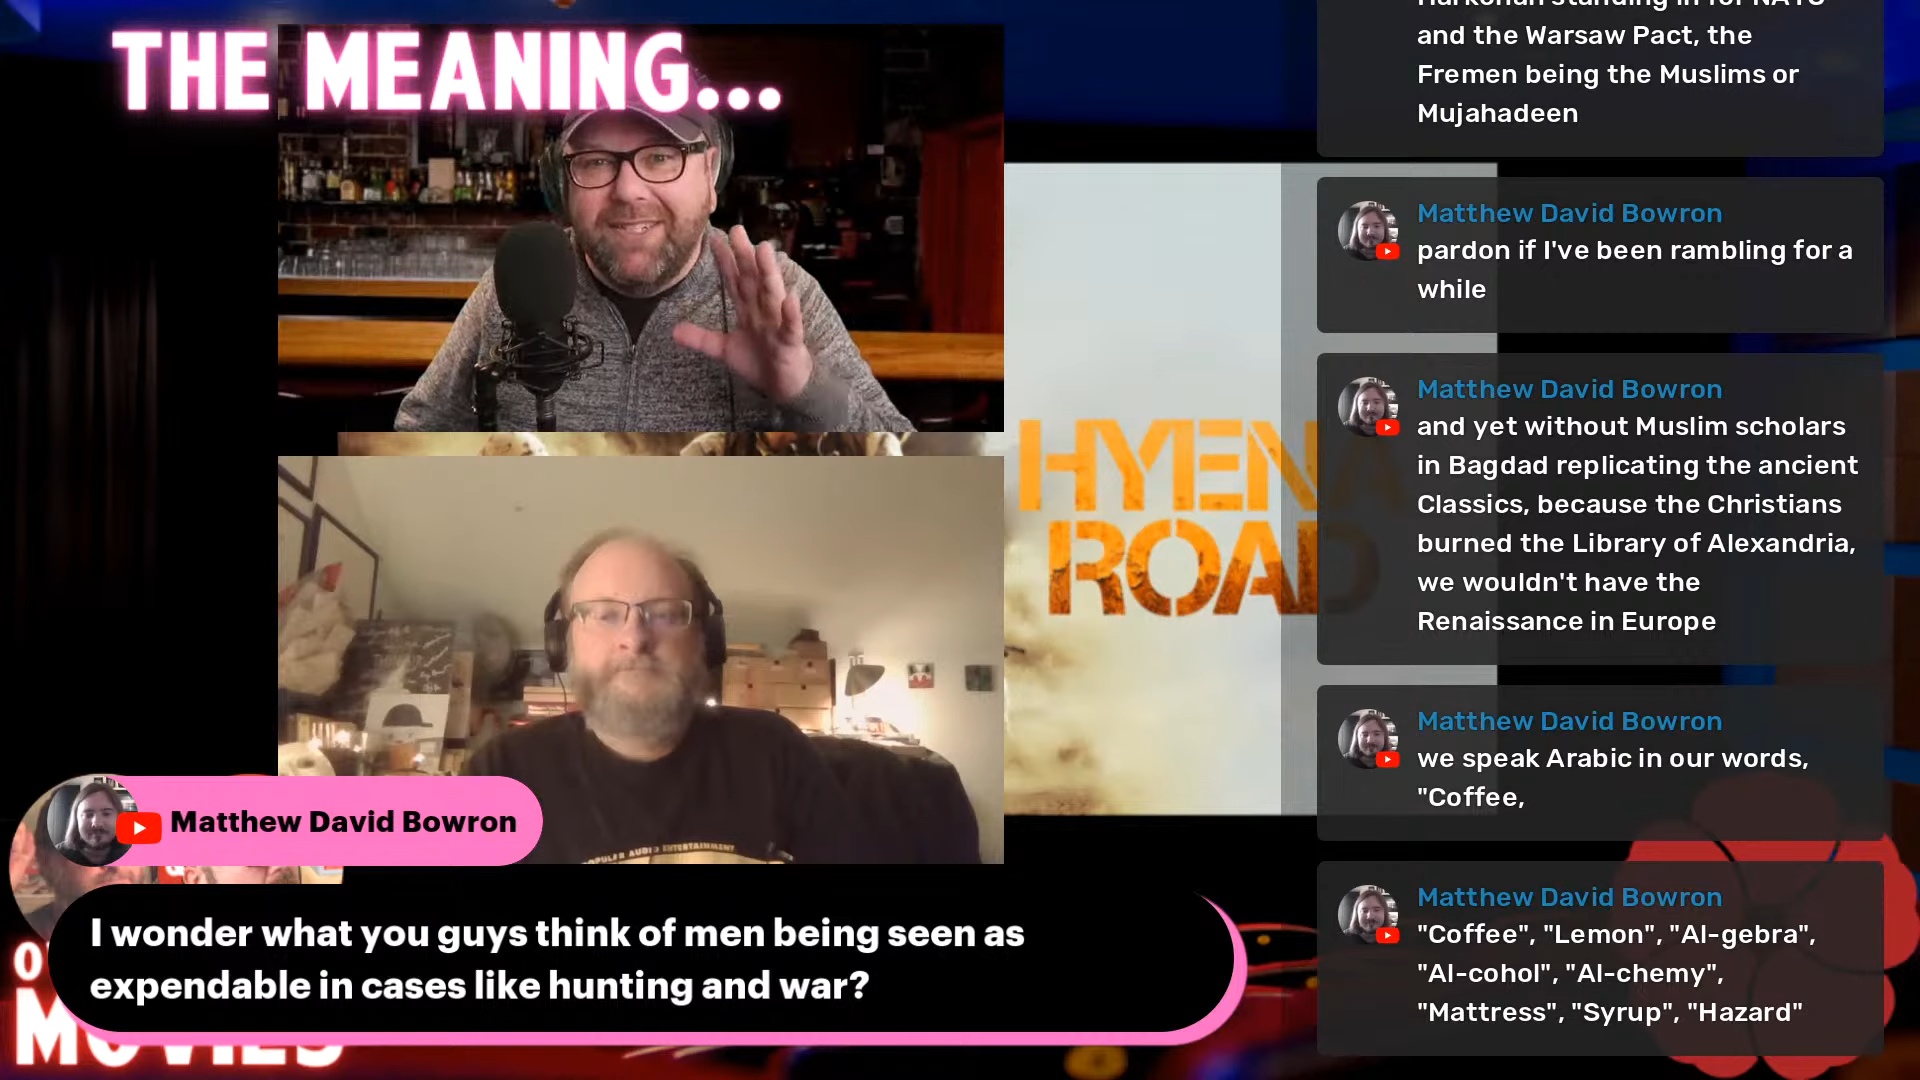 THE MEANING...
HYENA
ROAD
POPULAR AUDIO ENTERTAINMENT
Matthew David Bowron
I wonder what you guys think of men being seen as
expendable in cases like hunting and war?
MOVIES
and the Warsaw Pact, the
Fremen being the Muslims or
Mujahadeen
Matthew David Bowron
pardon if I've been rambling for a
while
Matthew David Bowron
and yet without Muslim scholars
in Bagdad replicating the ancient
Classics, because the Christians
burned the Library of Alexandria,
we wouldn't have the
Renaissance in Europe
Matthew David Bowron
we speak Arabic in our words,
"Coffee,
Matthew David Bowron
"Coffee", "Lemon", "Al-gebra",
"Al-cohol", "Al-chemy",
"Mattress", "Syrup", "Hazard"